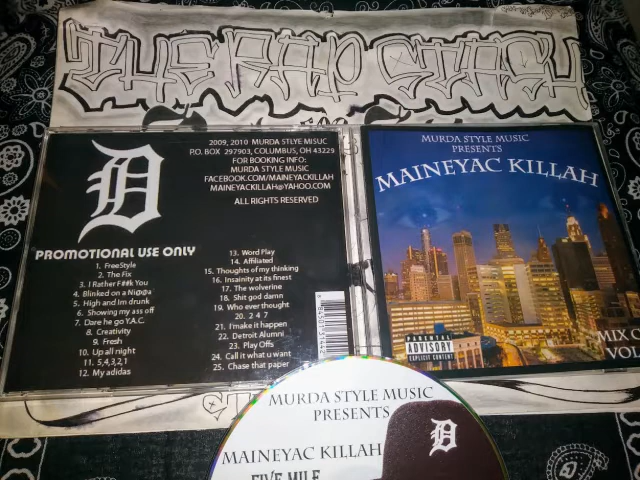 THE RAP STASH
D
2009, 2010 MURDA STLYE MISUC
P.O. BOX 297903, COLUMBUS, OH 43229
FOR BOOKING INFO:
MURDA STYLE MUSIC
FACEBOOK.COM/MAINEYACKILLAH
MAINEYACKILLAH@YAHOO.COM
ALL RIGHTS RESERVED
PROMOTIONAL USE ONLY
1. FreeStyle
2. The Fix
3. I Rather F##k You
4. Blinked on a Ni@@a
5. High and Im drunk
6. Showing my ass off
7. Dare he go Y.A.C.
8. Creativity
9. Fresh
10. Up all night
11. 5,4,3,2,1
12. My adidas
13. Word Play
14. Affiliated
15. Thoughts of my thinking
16. Insainity at its finest
17. The wolverine
18. Shit god damn
19. Who ever thought
20. 2 4 7
21. I'make it happen
22. Detroit Alumni
23. Play Offs
24. Call it what u want
25. Chase that paper
MURDA STYLE MUSIC
PRESENTS
MAINEYAC KILLAH
PARENTAL
ADVISORY
EXPLICIT CONTENT
MIX C
VOL
MURDA STYLE MUSIC
PRESENTS
MAINEYAC KILLAH
FIVE MILE
D